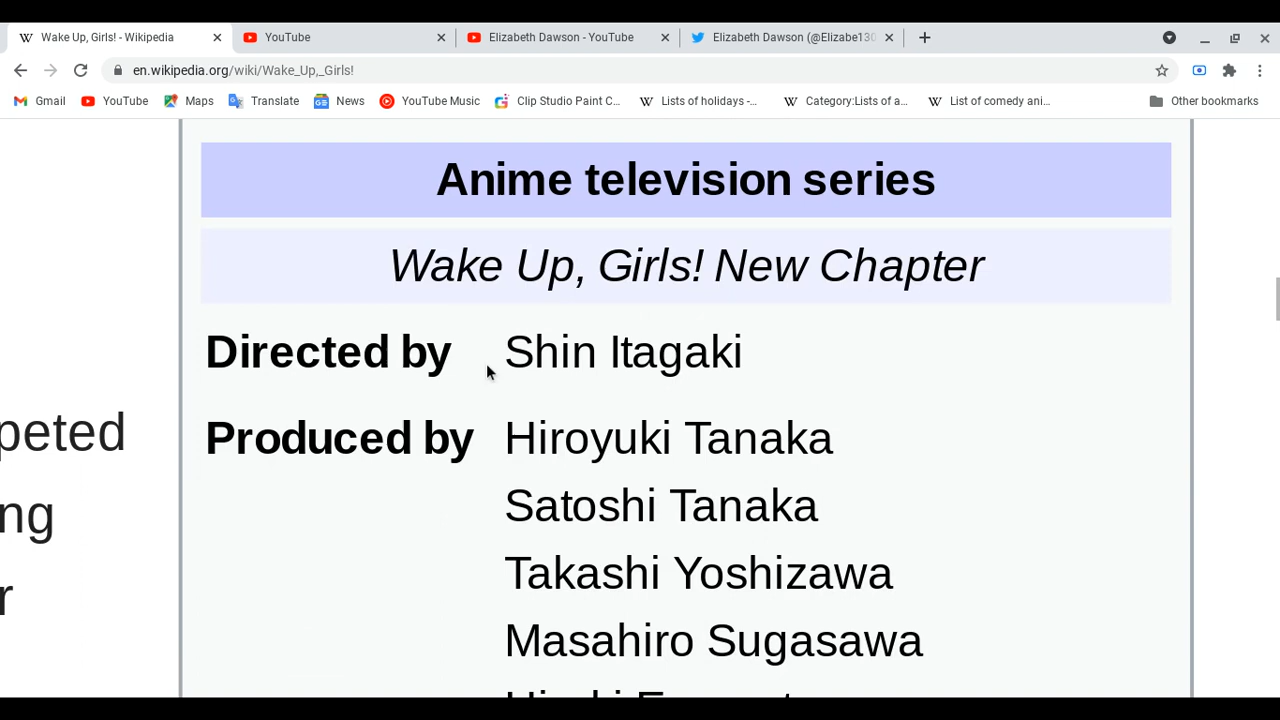 Wake Up, Girls! - Wikipedia
YouTube
Elizabeth Dawson - YouTube
Elizabeth Dawson (@Elizabe130
en.wikipedia.org/wiki/Wake_Up,_Girls!
Gmail
YouTube
Maps
Translate
News
YouTube Music
Clip Studio Paint C...
Lists of holidays -...
Category:Lists of a...
List of comedy ani...
Other bookmarks
Anime television series
Wake Up, Girls! New Chapter
Directed by Shin Itagaki
peted
Produced by Hiroyuki Tanaka
Satoshi Tanaka
ng
Takashi Yoshizawa
r
Masahiro Sugasawa